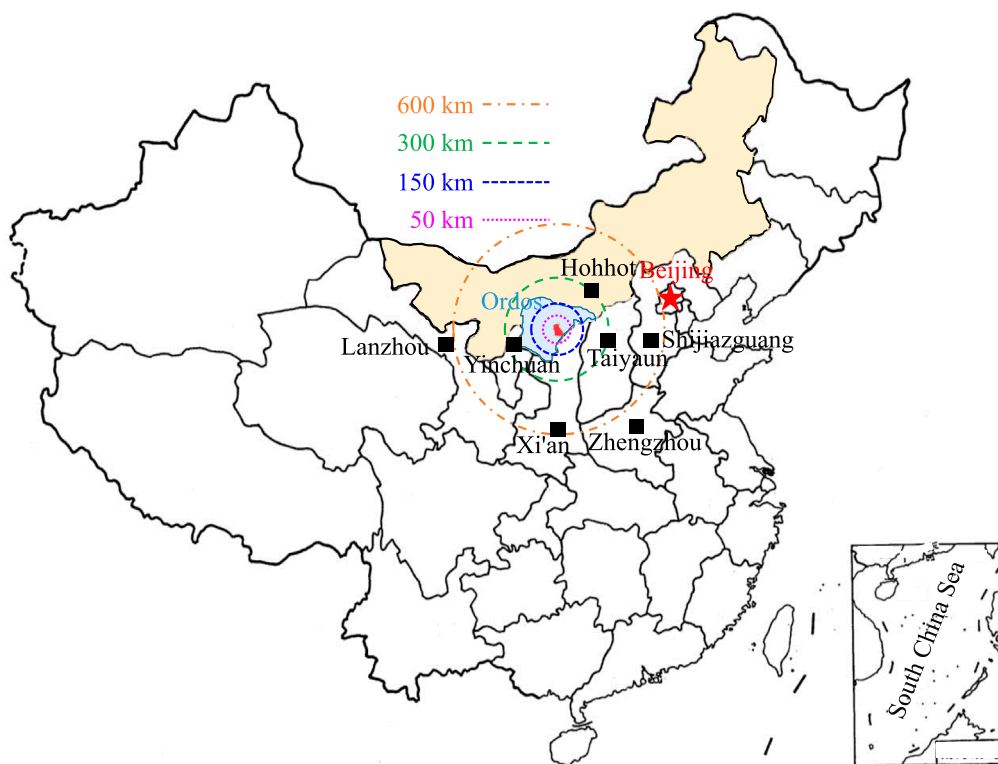 600 km
300 km
150 km
50 km
Hohhot
Beijing
Ordos
Lanzhou
Yinchuan
Taiyaun
Shijiazguang
Xi'an
Zhengzhou
South China Sea